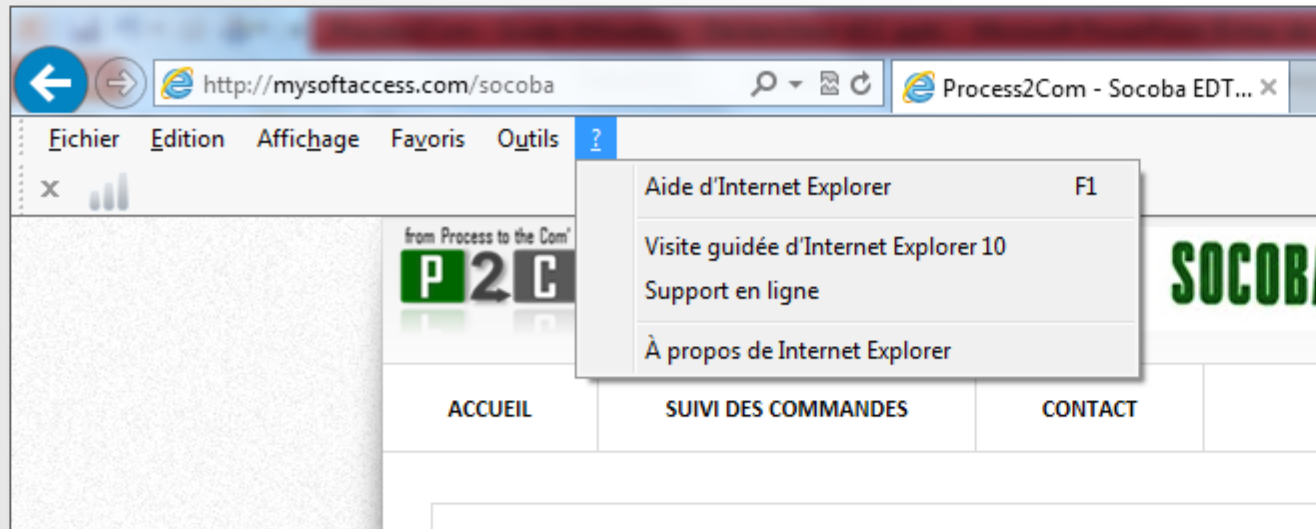 http://mysoftaccess.com/socoba
Process2Com - Socoba EDT...
Fichier Edition Affichage Favoris Outils ?
Aide d'Internet Explorer F1
Visite guidée d'Internet Explorer 10
Support en ligne
À propos de Internet Explorer
from Process to the Com'
P2C
SOCOBA
ACCUEIL SUIVI DES COMMANDES CONTACT